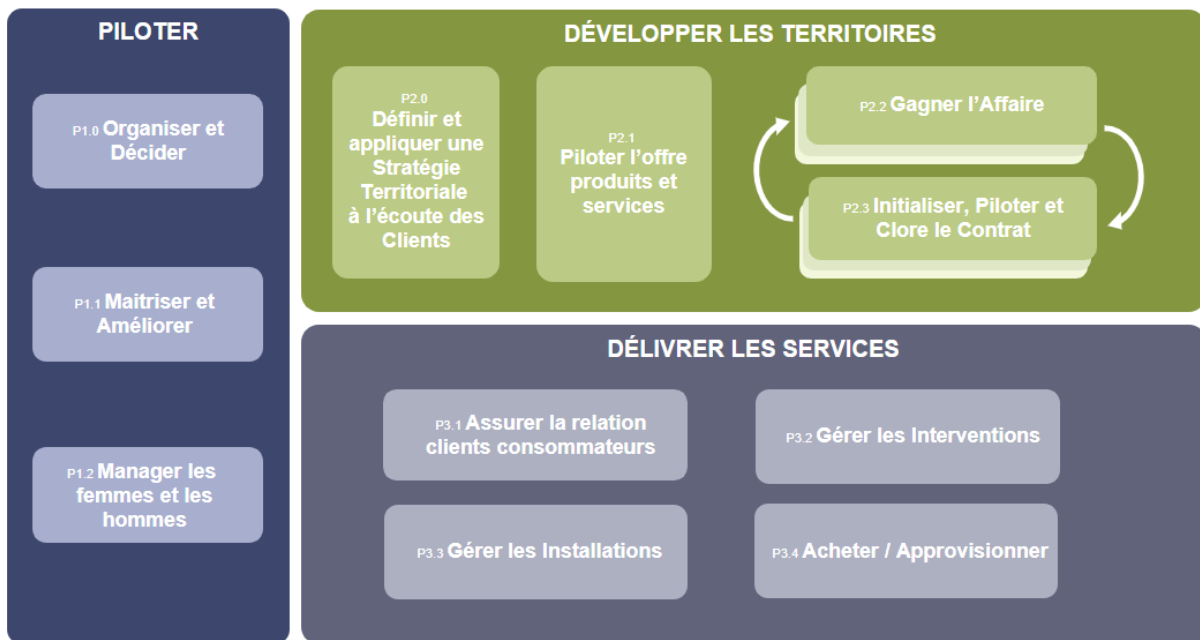 PILOTER
P1.0 Organiser et
Décider
P1.1 Maitriser et
Améliorer
P1.2 Manager les
femmes et les
hommes
DÉVELOPPER LES TERRITOIRES
P2.0
Définir et
appliquer une
Stratégie
Territoriale
à l'écoute des
Clients
P2.1
Piloter l'offre
produits et
services
P2.2 Gagner l'Affaire
P2.3 Initialiser, Piloter et
Clore le Contrat
DÉLIVRER LES SERVICES
P3.1 Assurer la relation
clients consommateurs
P3.2 Gérer les Interventions
P3.3 Gérer les Installations
P3.4 Acheter / Approvisionner